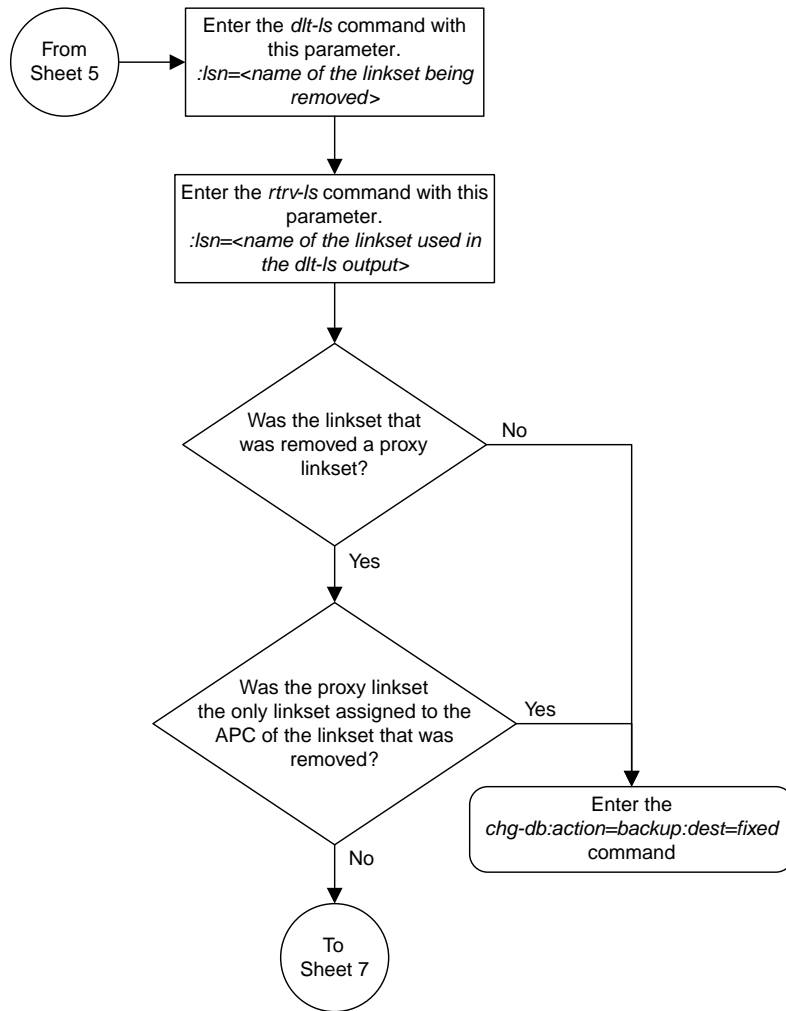 From
Sheet 5
Enter the dlt-ls command with
this parameter.
:lsn=<name of the linkset being
removed>
Enter the rtrv-ls command with this
parameter.
:lsn=<name of the linkset used in
the dlt-ls output>
Was the linkset that
was removed a proxy
linkset?
No
Yes
Was the proxy linkset
the only linkset assigned to the
APC of the linkset that was
removed?
Yes
Enter the
chg-db:action=backup:dest=fixed
command
No
To
Sheet 7